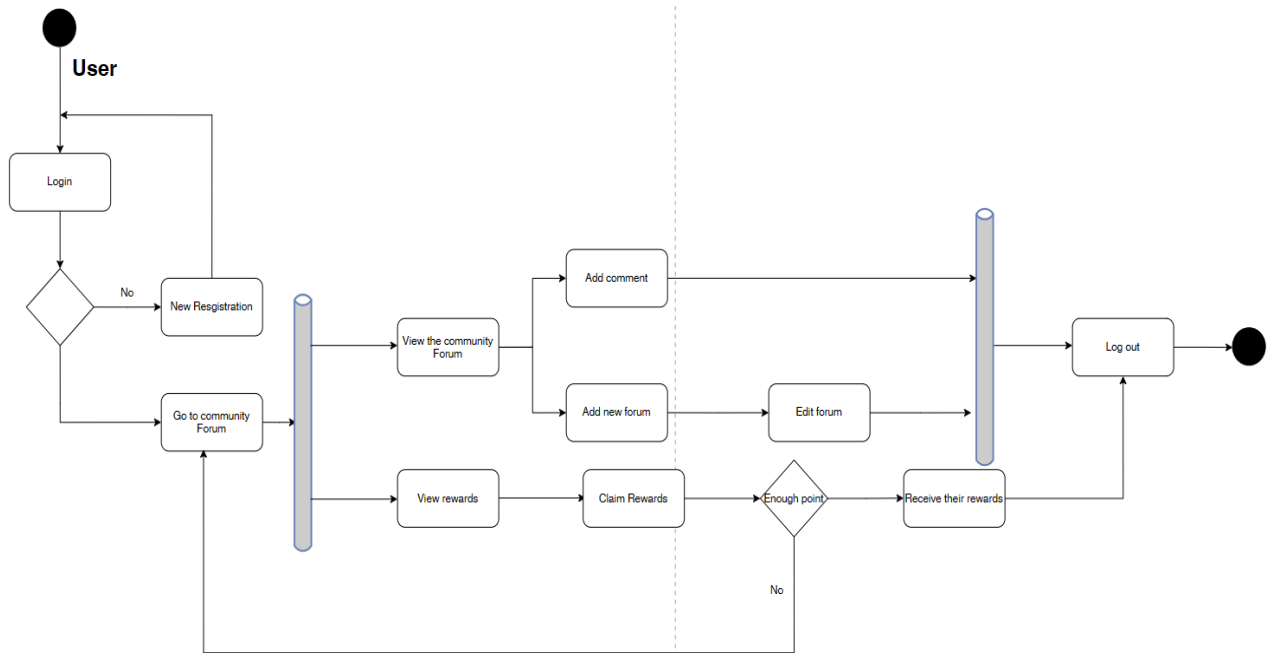 User
Login
No
New Resgistration
Go to community
Forum
View the community
Forum
Add comment
Add new forum
Edit forum
Log out
View rewards
Claim Rewards
Enough point
Receive their rewards
No